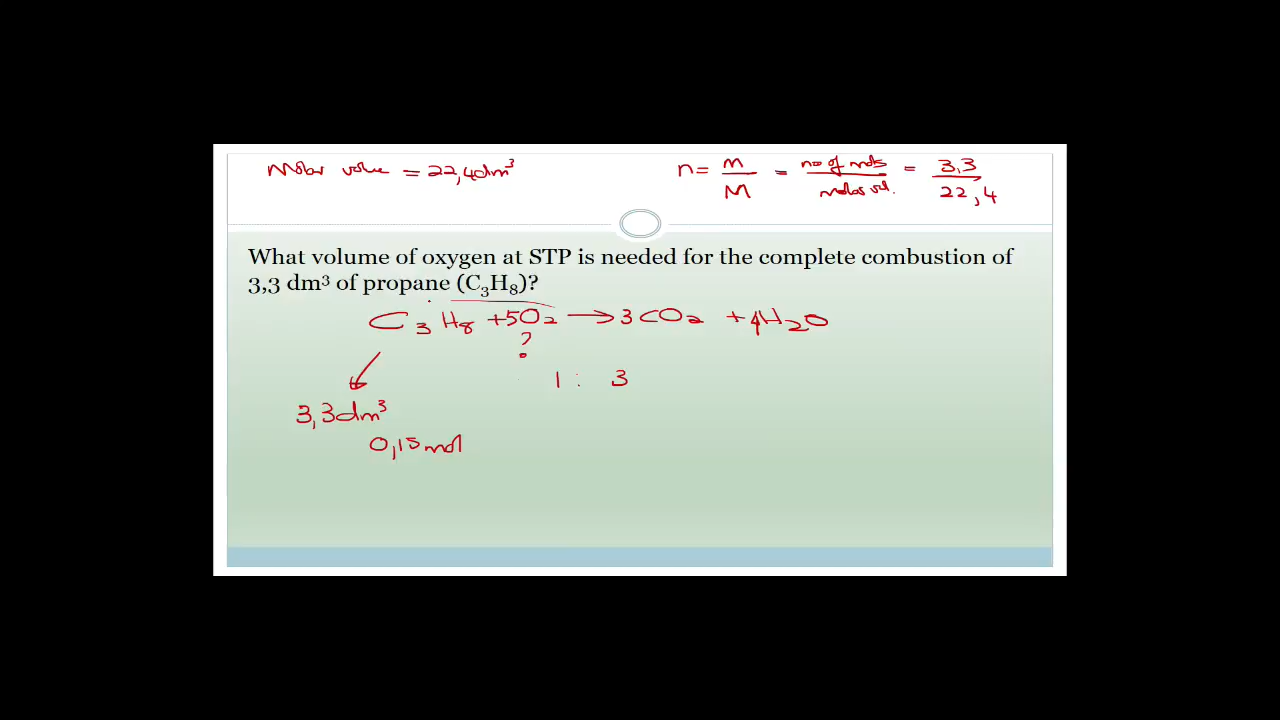 Molar volue = 22,4dm³
n = m/M = no of mols/molar vol. = 3,3/22,4
What volume of oxygen at STP is needed for the complete combustion of
3,3 dm³ of propane (C₃H₈)?
C₃H₈ + 5O₂ → 3CO₂ + 4H₂O
?
1 : 3
3,3dm³
0,15mol